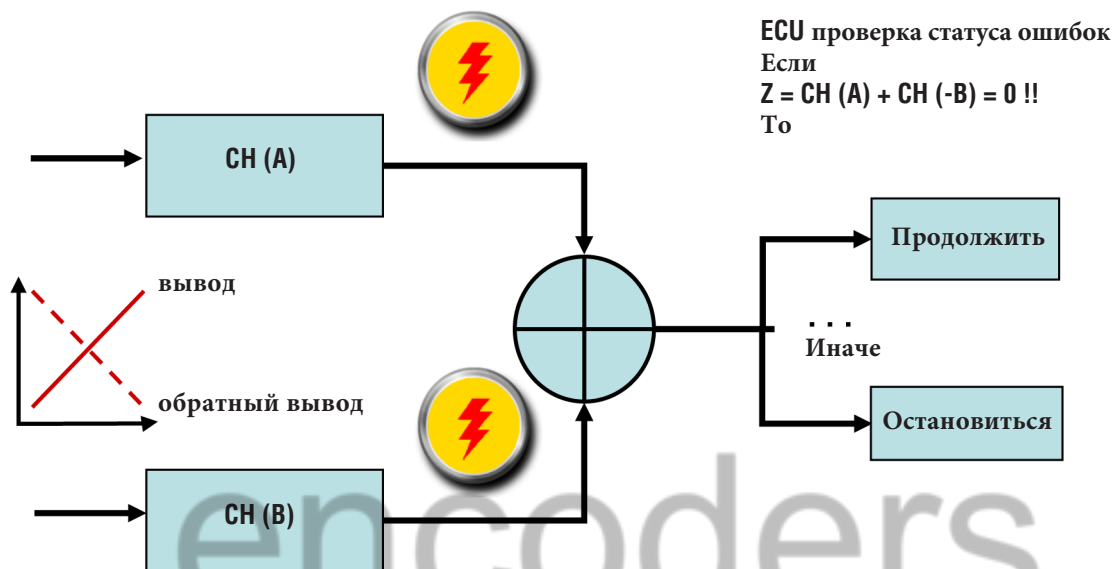 ECU проверка статуса ошибок
Если
Z = CH (A) + CH (-B) = 0 !!
То
CH (A)
Продолжить
вывод
. . .
Иначе
обратный вывод
Остановиться
CH (B)
encoders